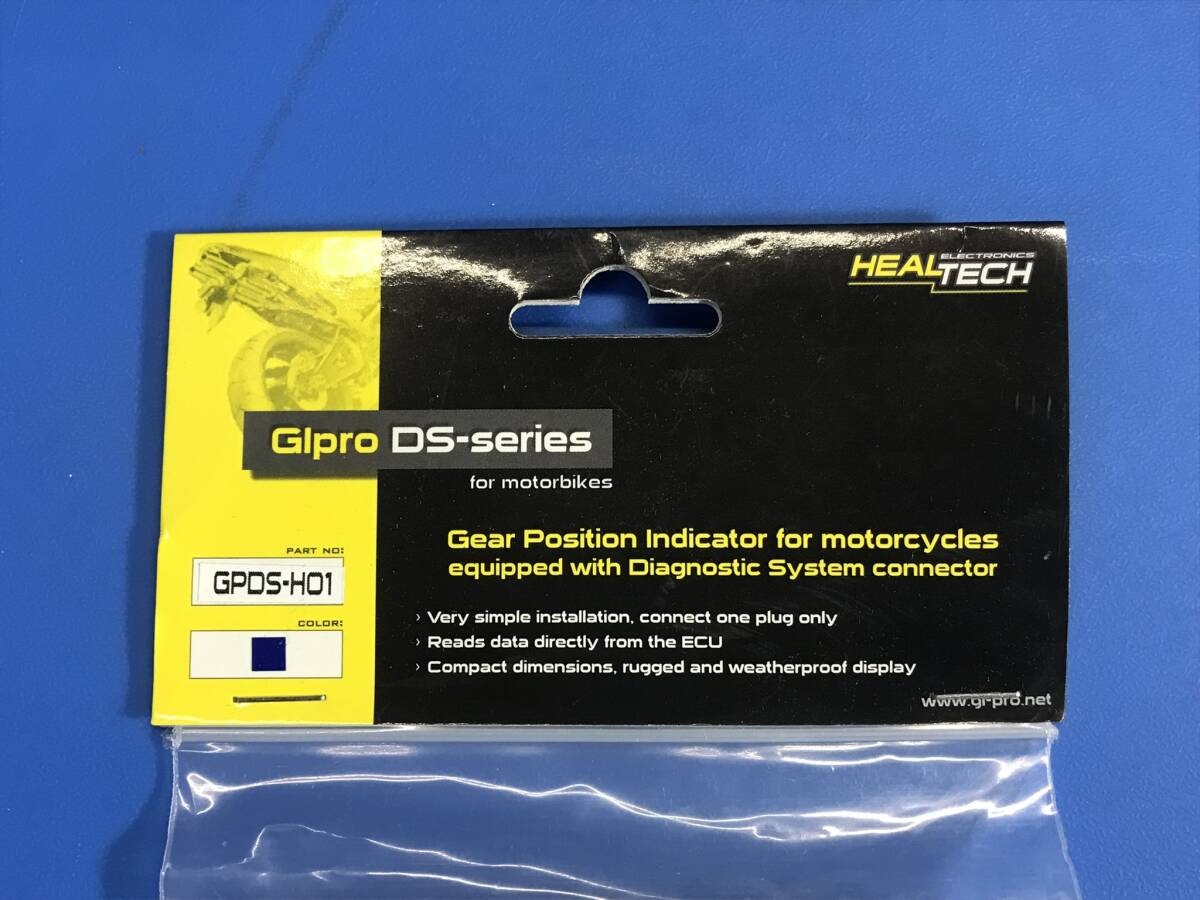 HEALTECH
ELECTRONICS
GIpro DS-series
for motorbikes
PART NO:
GPDS-H01
COLOR:
Gear Position Indicator for motorcycles
equipped with Diagnostic System connector
› Very simple installation, connect one plug only
› Reads data directly from the ECU
› Compact dimensions, rugged and weatherproof display
www.gi-pro.net